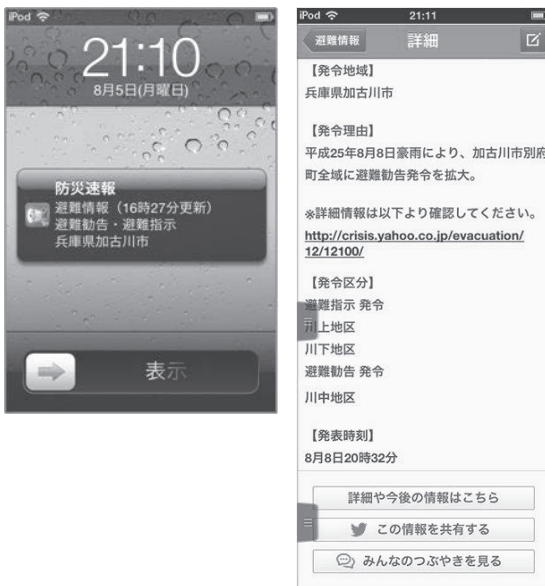 iPod
21:10
8月5日(月曜日)
防災速報
避難情報（16時27分更新）
避難勧告・避難指示
兵庫県加古川市
表示
iPod
21:11
避難情報
詳細
【発令地域】
兵庫県加古川市
【発令理由】
平成25年8月8日豪雨により、加古川市別府
町全域に避難勧告発令を拡大。
※詳細情報は以下より確認してください。
http://crisis.yahoo.co.jp/evacuation/
12/12100/
【発令区分】
避難指示 発令
川上地区
川下地区
避難勧告 発令
川中地区
【発表時刻】
8月8日20時32分
詳細や今後の情報はこちら
この情報を共有する
みんなのつぶやきを見る